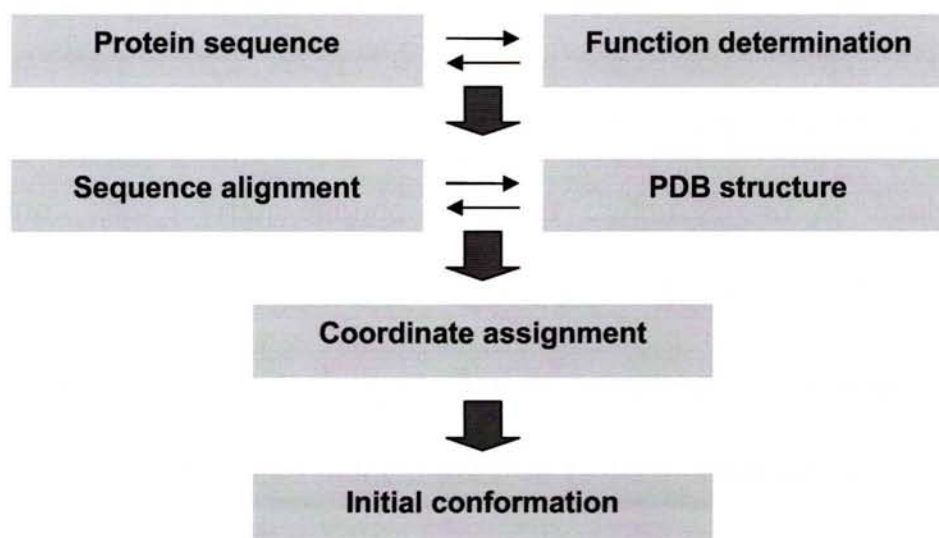 Protein sequence
Function determination
Sequence alignment
PDB structure
Coordinate assignment
Initial conformation